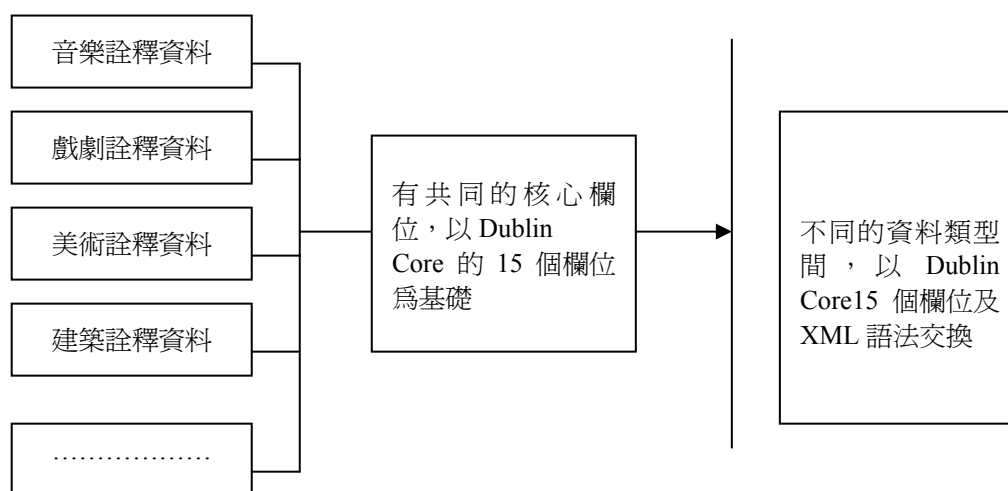 音樂詮釋資料
戲劇詮釋資料
美術詮釋資料
建築詮釋資料
………………
有共同的核心欄
位，以 Dublin
Core 的 15 個欄位
爲基礎
不同的資料類型
間，以 Dublin
Core15 個欄位及
XML 語法交換